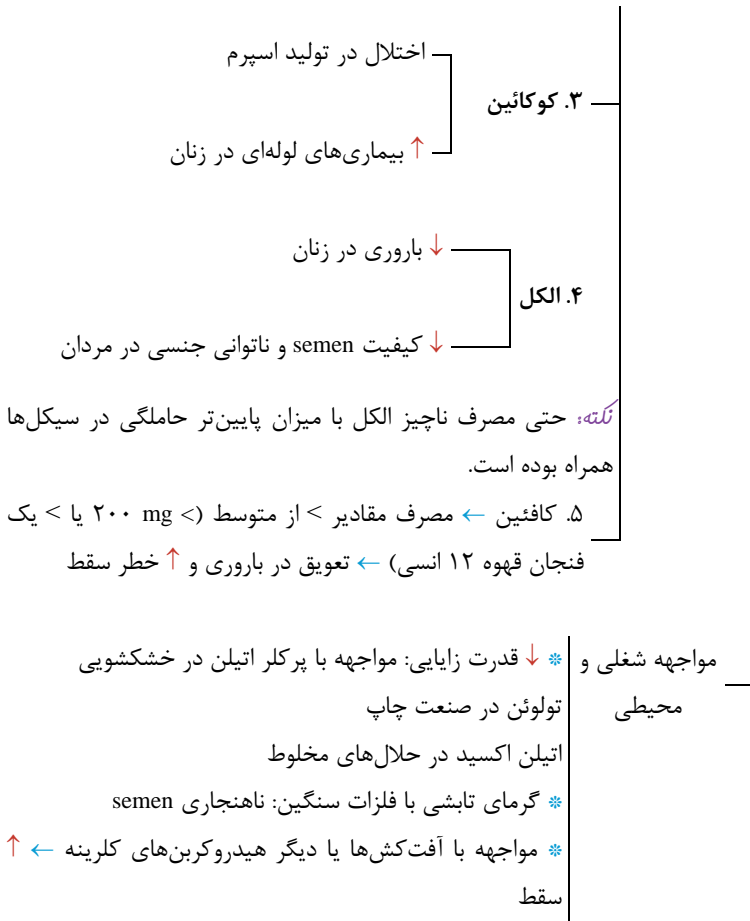 اختلال در تولید اسپرم
۳. کوکائین
↑ بیماری‌های لوله‌ای در زنان
↓ باروری در زنان
۴. الکل
↓ کیفیت semen و ناتوانی جنسی در مردان
نکته: حتی مصرف ناچیز الکل با میزان پایین‌تر حاملگی در سیکل‌ها
همراه بوده است.
۵. کافئین ← مصرف مقادیر > از متوسط (> ۲۰۰ mg یا > یک
فنجان قهوه ۱۲ انسی) ← تعویق در باروری و ↑ خطر سقط
مواجهه شغلی و
محیطی
* ↓ قدرت زایایی: مواجهه با پرکلر اتیلن در خشکشویی
تولوئن در صنعت چاپ
اتیلن اکسید در حلال‌های مخلوط
* گرمای تابشی با فلزات سنگین: ناهنجاری semen
* مواجهه با آفت‌کش‌ها یا دیگر هیدروکربن‌های کلرینه ← ↑
سقط